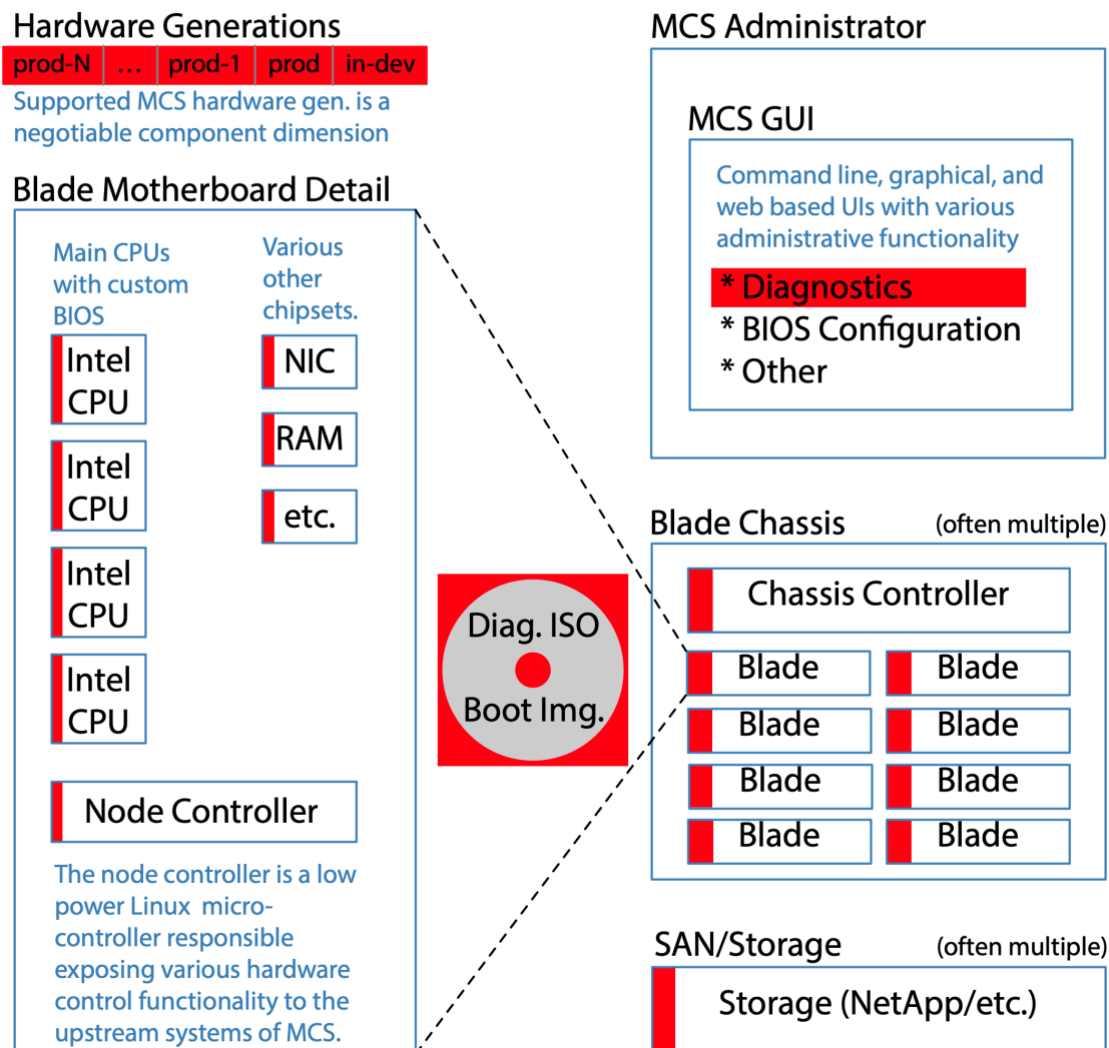 Hardware Generations
prod-N
...
prod-1
prod
in-dev
Supported MCS hardware gen. is a
negotiable component dimension
Blade Motherboard Detail
Main CPUs
with custom
BIOS
Intel
CPU
Intel
CPU
Intel
CPU
Intel
CPU
Various
other
chipsets.
NIC
RAM
etc.
Node Controller
The node controller is a low
power Linux micro-
controller responsible
exposing various hardware
control functionality to the
upstream systems of MCS.
Diag. ISO
Boot Img.
MCS Administrator
MCS GUI
Command line, graphical, and
web based UIs with various
administrative functionality
* Diagnostics
* BIOS Configuration
* Other
Blade Chassis (often multiple)
Chassis Controller
Blade
Blade
Blade
Blade
Blade
Blade
Blade
Blade
SAN/Storage (often multiple)
Storage (NetApp/etc.)